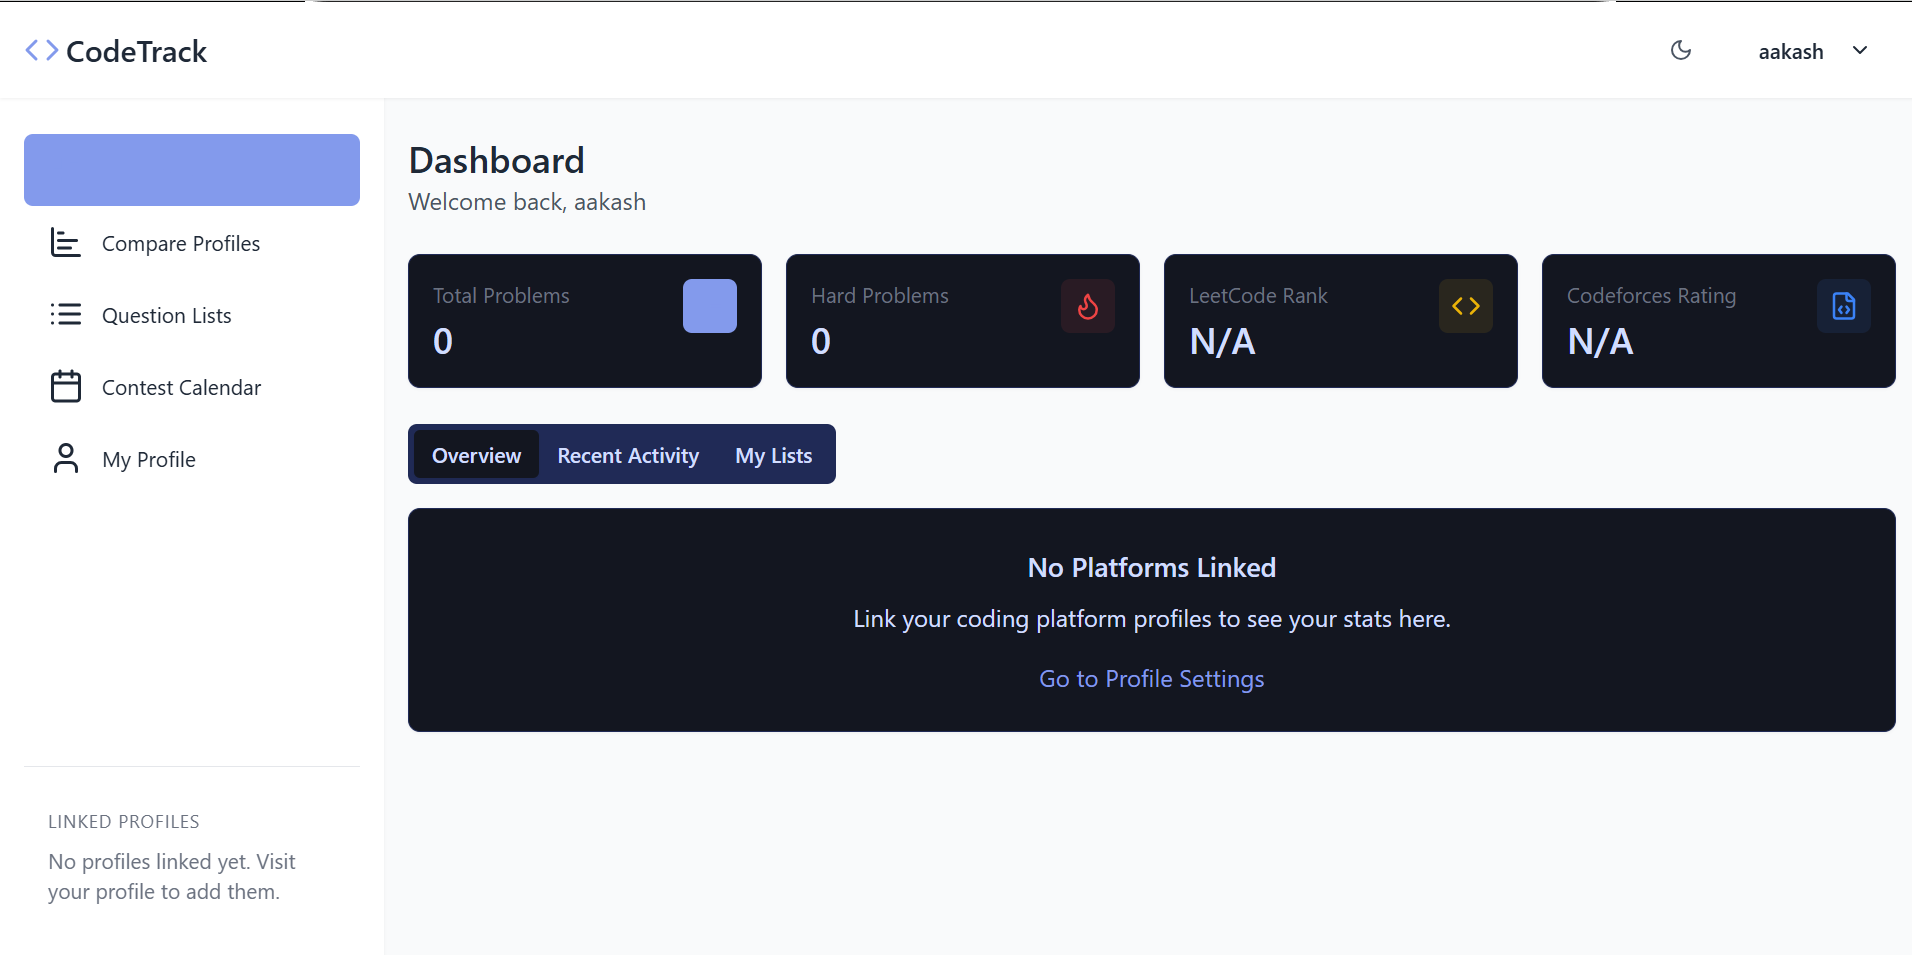 CodeTrack
aakash
Compare Profiles
Question Lists
Contest Calendar
My Profile
LINKED PROFILES
No profiles linked yet. Visit
your profile to add them.
Dashboard
Welcome back, aakash
Total Problems
0
Hard Problems
0
LeetCode Rank
N/A
Codeforces Rating
N/A
Overview
Recent Activity
My Lists
No Platforms Linked
Link your coding platform profiles to see your stats here.
Go to Profile Settings